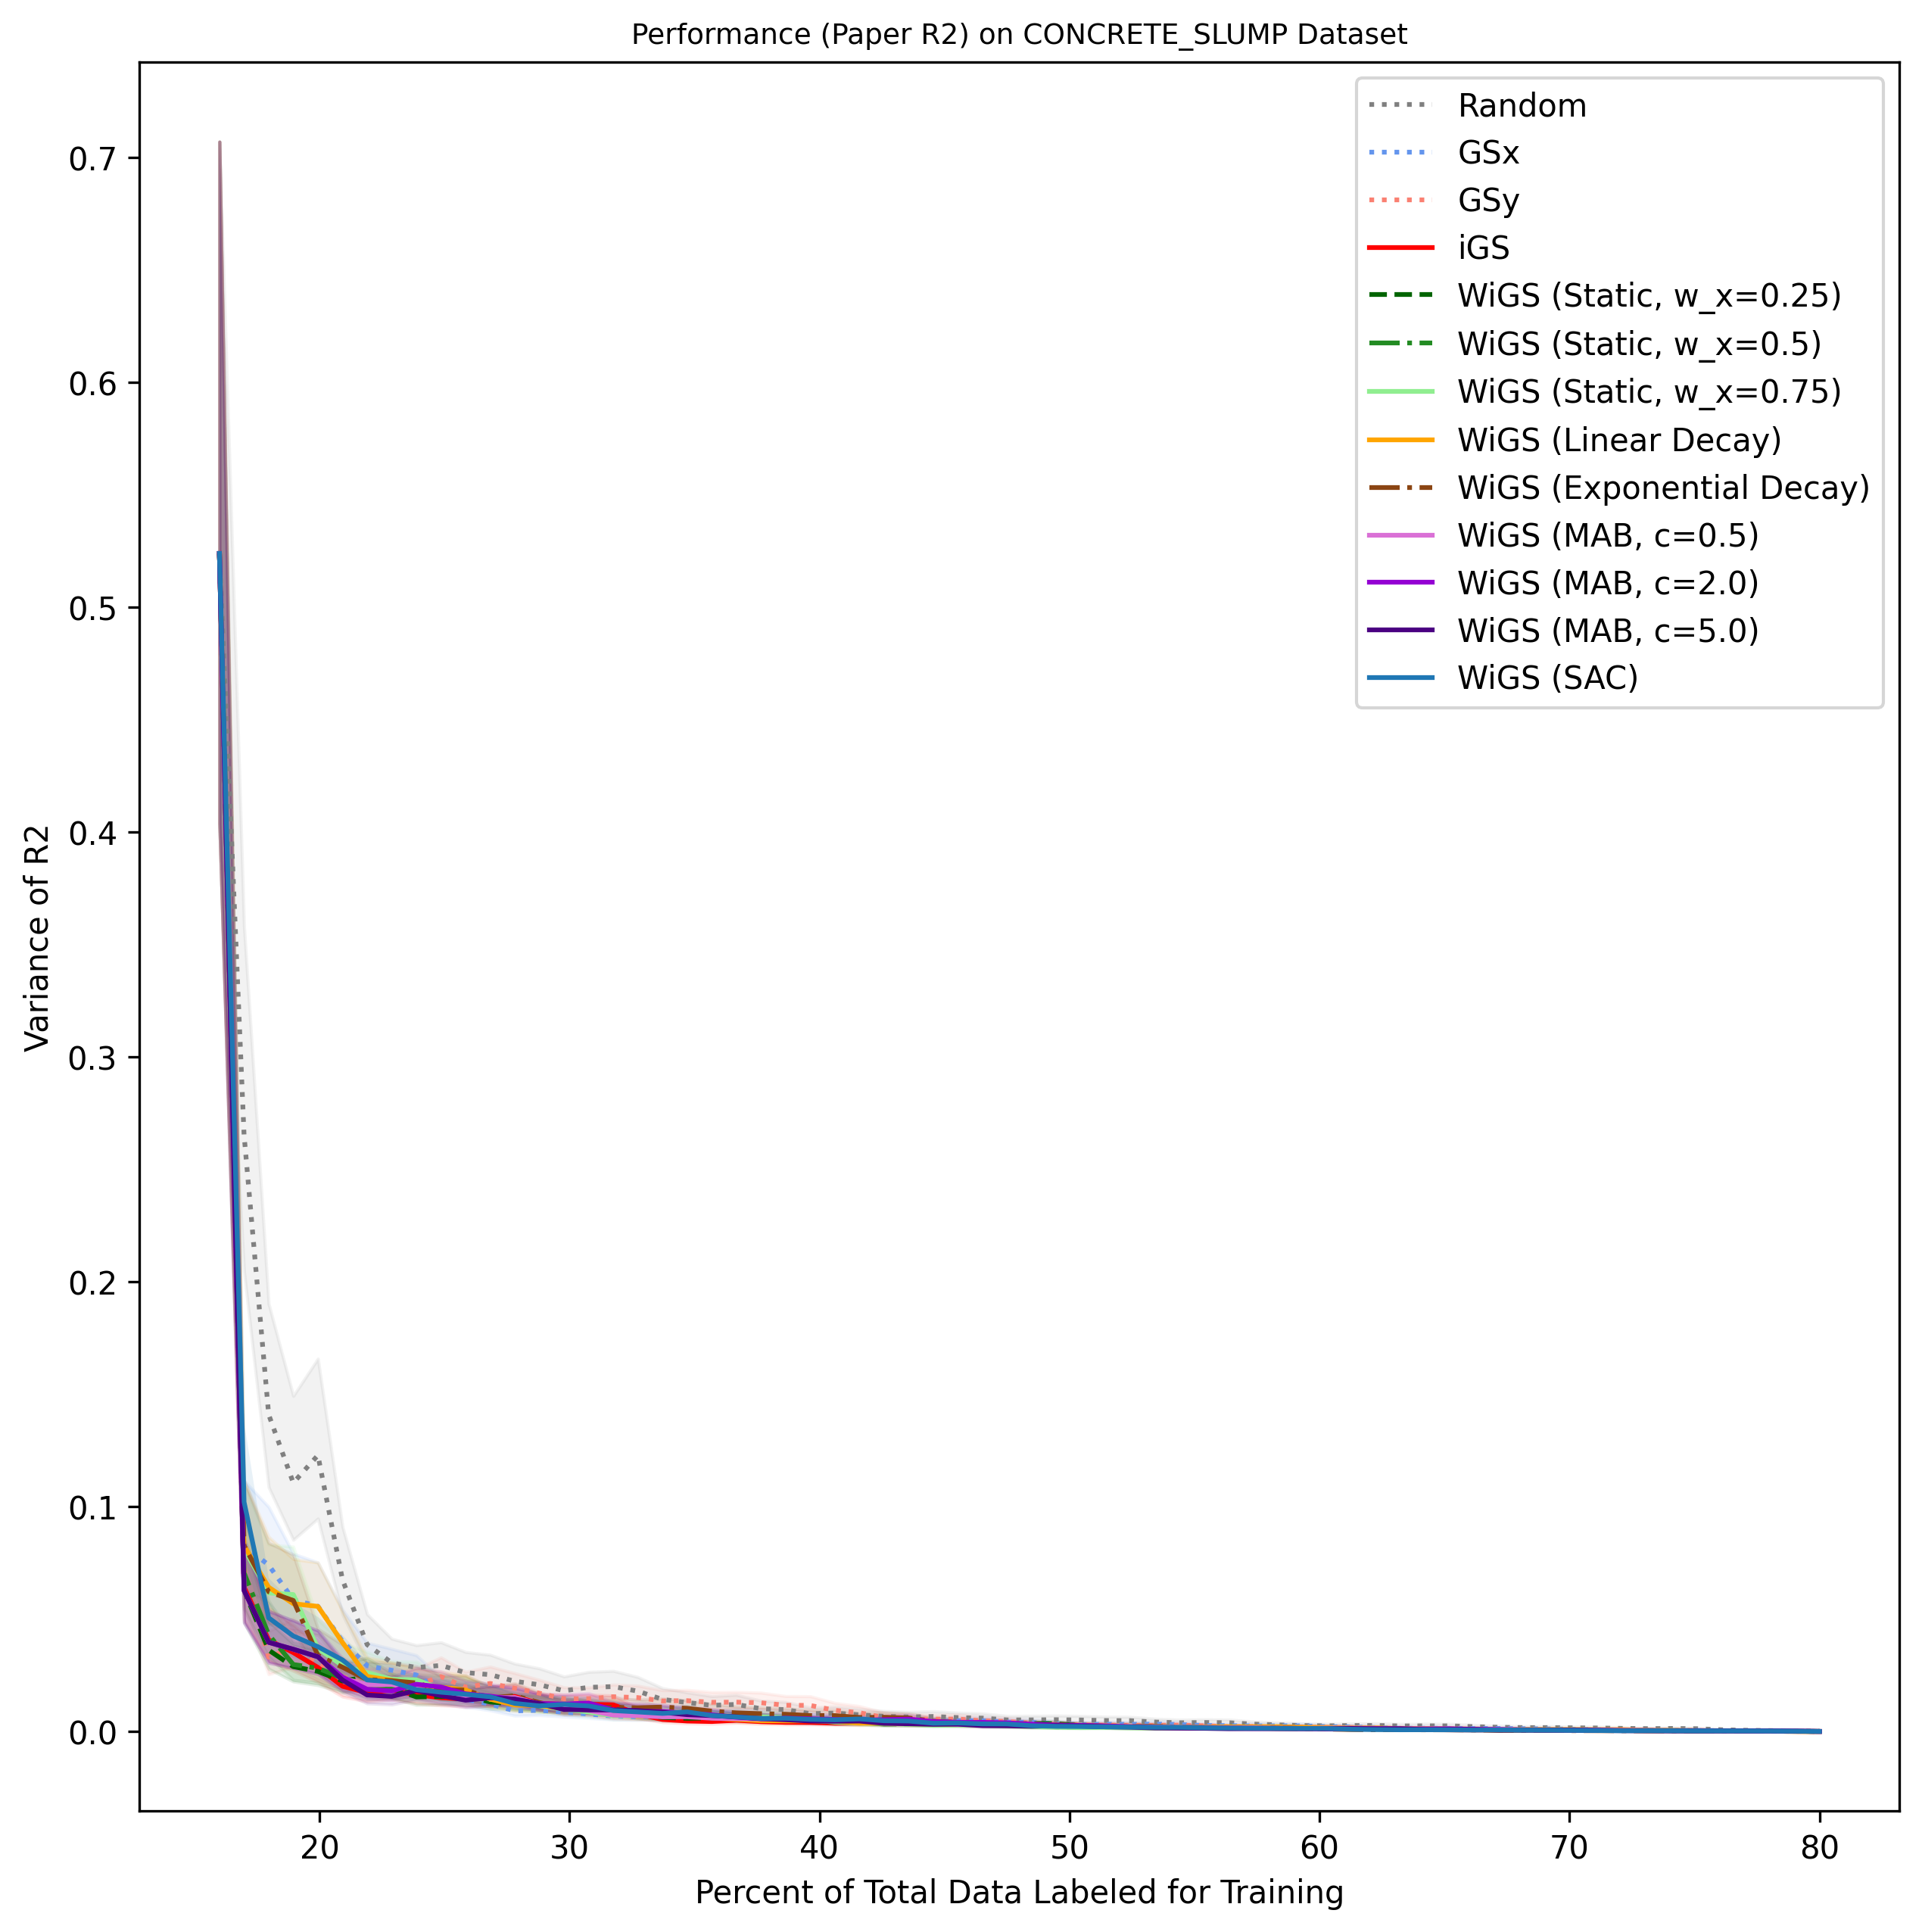 Performance (Paper R2) on CONCRETE_SLUMP Dataset
Random
GSx
GSy
iGS
WiGS (Static, w_x=0.25)
WiGS (Static, w_x=0.5)
WiGS (Static, w_x=0.75)
WiGS (Linear Decay)
WiGS (Exponential Decay)
WiGS (MAB, c=0.5)
WiGS (MAB, c=2.0)
WiGS (MAB, c=5.0)
WiGS (SAC)
Variance of R2
0.7
0.6
0.5
0.4
0.3
0.2
0.1
0.0
20 30 40 50 60 70 80
Percent of Total Data Labeled for Training